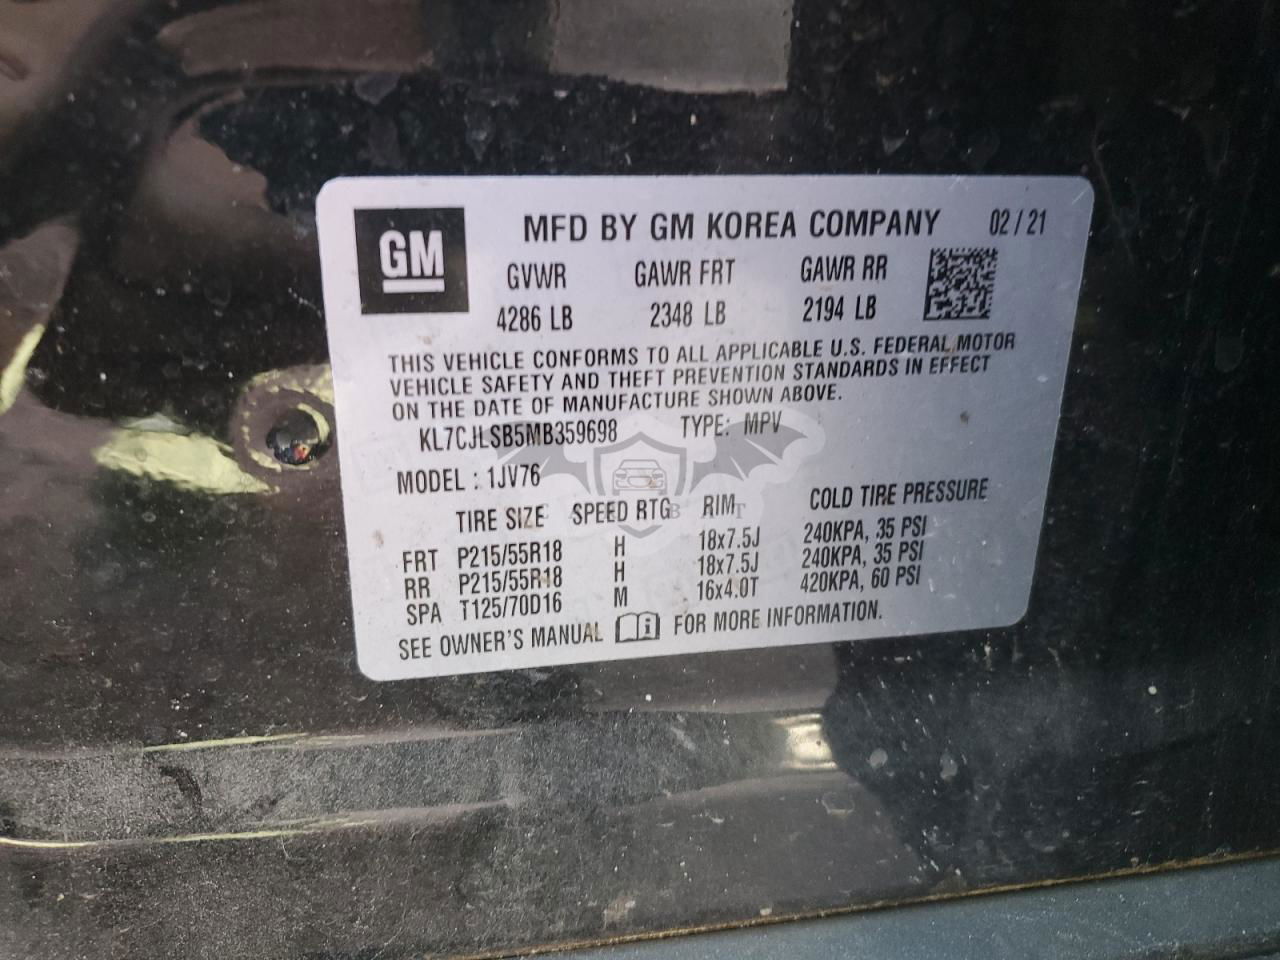 GM
MFD BY GM KOREA COMPANY 02/21
GVWR GAWR FRT GAWR RR
4286 LB 2348 LB 2194 LB
THIS VEHICLE CONFORMS TO ALL APPLICABLE U.S. FEDERAL MOTOR
VEHICLE SAFETY AND THEFT PREVENTION STANDARDS IN EFFECT
ON THE DATE OF MANUFACTURE SHOWN ABOVE.
KL7CJLSB5MB359698 TYPE: MPV
MODEL : 1JV76
TIRE SIZE SPEED RTG RIM COLD TIRE PRESSURE
FRT P215/55R18 H 18x7.5J 240KPA, 35 PSI
RR P215/55R18 H 18x7.5J 240KPA, 35 PSI
SPA T125/70D16 M 16x4.0T 420KPA, 60 PSI
SEE OWNER'S MANUAL FOR MORE INFORMATION.